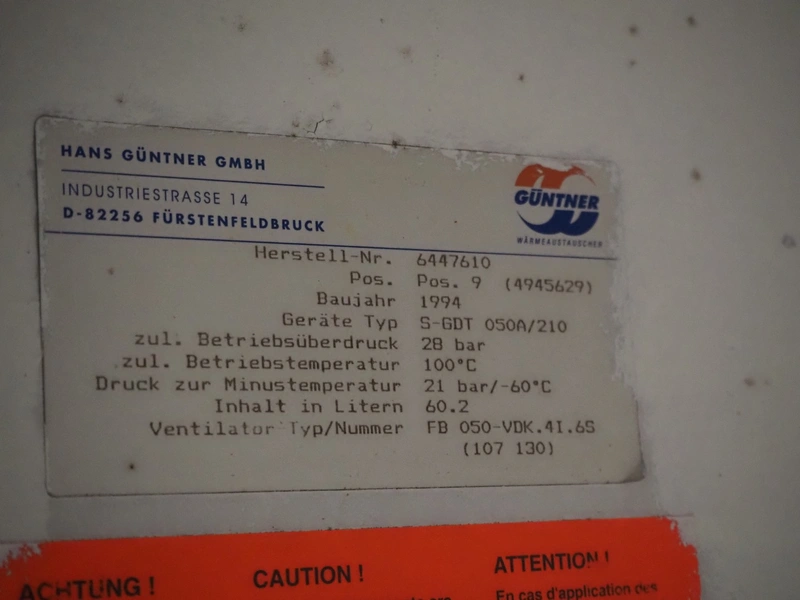 HANS GÜNTNER GMBH
INDUSTRIESTRASSE 14
D-82256 FÜRSTENFELDBRUCK
GÜNTNER
WÄRMEAUSTAUSCHER
Herstell-Nr. 6447610
Pos. Pos. 9 (4945629)
Baujahr 1994
Geräte Typ S-GDT 050A/210
zul. Betriebsüberdruck 28 bar
zul. Betriebstemperatur 100°C
Druck zur Minustemperatur 21 bar/-60°C
Inhalt in Litern 60.2
Ventilator Typ/Nummer FB 050-VDK.4I.6S
(107 130)
ACHTUNG ! CAUTION ! ATTENTION !
En cas d'application des